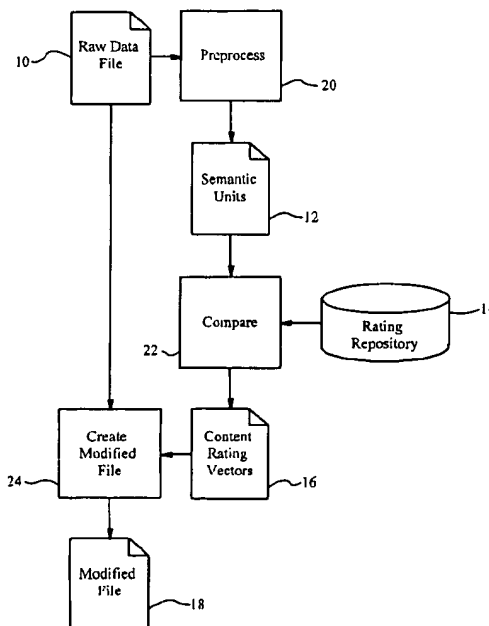 Raw Data
File
10
Preprocess
20
Semantic
Units
12
Compare
22
Rating
Repository
Create
Modified
File
24
Content
Rating
Vectors
16
Modified
File
18